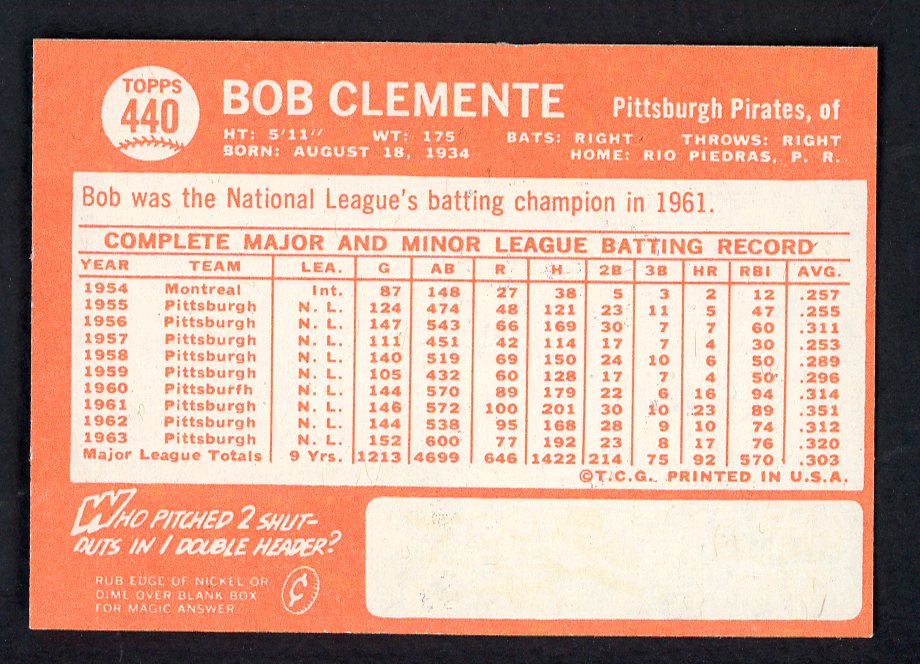 TOPPS
440
BOB CLEMENTE
Pittsburgh Pirates, of
HT: 5'11" WT: 175 BATS: RIGHT THROWS: RIGHT
BORN: AUGUST 18, 1934 HOME: RIO PIEDRAS, P. R.
Bob was the National League's batting champion in 1961.
COMPLETE MAJOR AND MINOR LEAGUE BATTING RECORD
YEAR TEAM LEA. G AB R H 2B 3B HR RBI AVG.
1954 Montreal Int. 87 148 27 38 5 3 2 12 .257
1955 Pittsburgh N. L. 124 474 48 121 23 11 5 47 .255
1956 Pittsburgh N. L. 147 543 66 169 30 7 7 60 .311
1957 Pittsburgh N. L. 111 451 42 114 17 7 4 30 .253
1958 Pittsburgh N. L. 140 519 69 150 24 10 6 50 .289
1959 Pittsburgh N. L. 105 432 60 128 17 7 4 50 .296
1960 Pittsburfh N. L. 144 570 89 179 22 6 16 94 .314
1961 Pittsburgh N. L. 146 572 100 201 30 10 23 89 .351
1962 Pittsburgh N. L. 144 538 95 168 28 9 10 74 .312
1963 Pittsburgh N. L. 152 600 77 192 23 8 17 76 .320
Major League Totals 9 Yrs. 1213 4699 646 1422 214 75 92 570 .303
©T.C.G. PRINTED IN U.S.A.
WHO PITCHED 2 SHUT-
OUTS IN 1 DOUBLE HEADER?
RUB EDGE OF NICKEL OR
DIME OVER BLANK BOX
FOR MAGIC ANSWER
¢